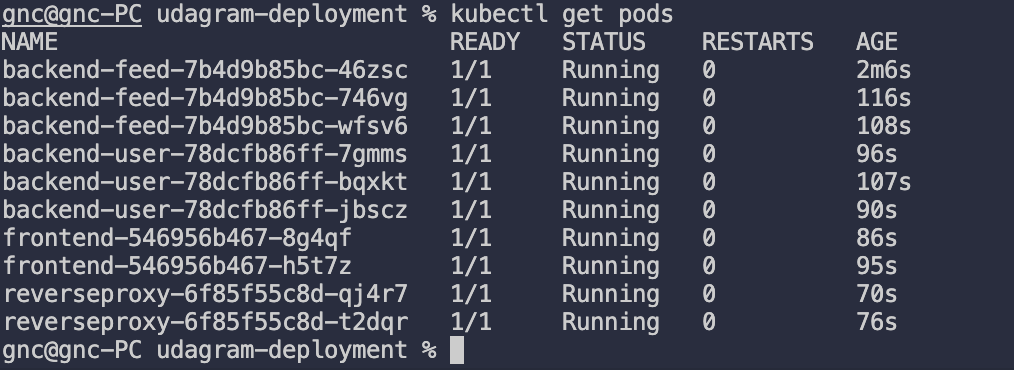 gnc@gnc-PC udagram-deployment % kubectl get pods
NAME READY STATUS RESTARTS AGE
backend-feed-7b4d9b85bc-46zsc 1/1 Running 0 2m6s
backend-feed-7b4d9b85bc-746vg 1/1 Running 0 116s
backend-feed-7b4d9b85bc-wfsv6 1/1 Running 0 108s
backend-user-78dcfb86ff-7gmms 1/1 Running 0 96s
backend-user-78dcfb86ff-bqxkt 1/1 Running 0 107s
backend-user-78dcfb86ff-jbscz 1/1 Running 0 90s
frontend-546956b467-8g4qf 1/1 Running 0 86s
frontend-546956b467-h5t7z 1/1 Running 0 95s
reverseproxy-6f85f55c8d-qj4r7 1/1 Running 0 70s
reverseproxy-6f85f55c8d-t2dqr 1/1 Running 0 76s
gnc@gnc-PC udagram-deployment %